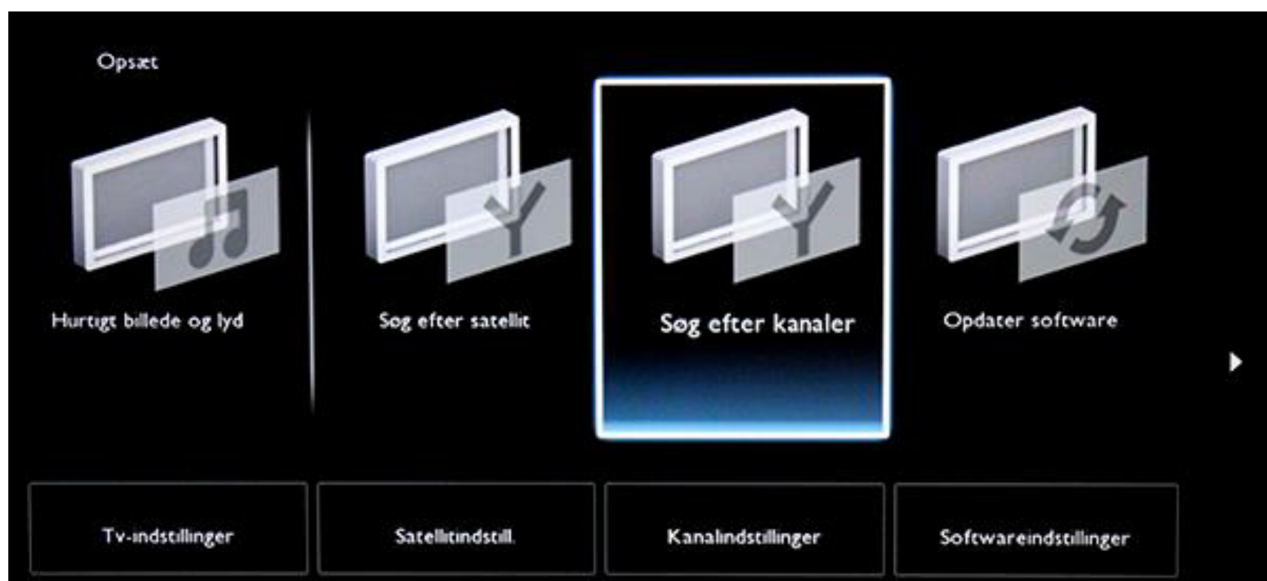 Opsæt
Hurtigt billede og lyd
Søg efter satellit
Søg efter kanaler
Opdater software
Tv-indstillinger
Satellitindstill.
Kanalindstillinger
Softwareindstillinger